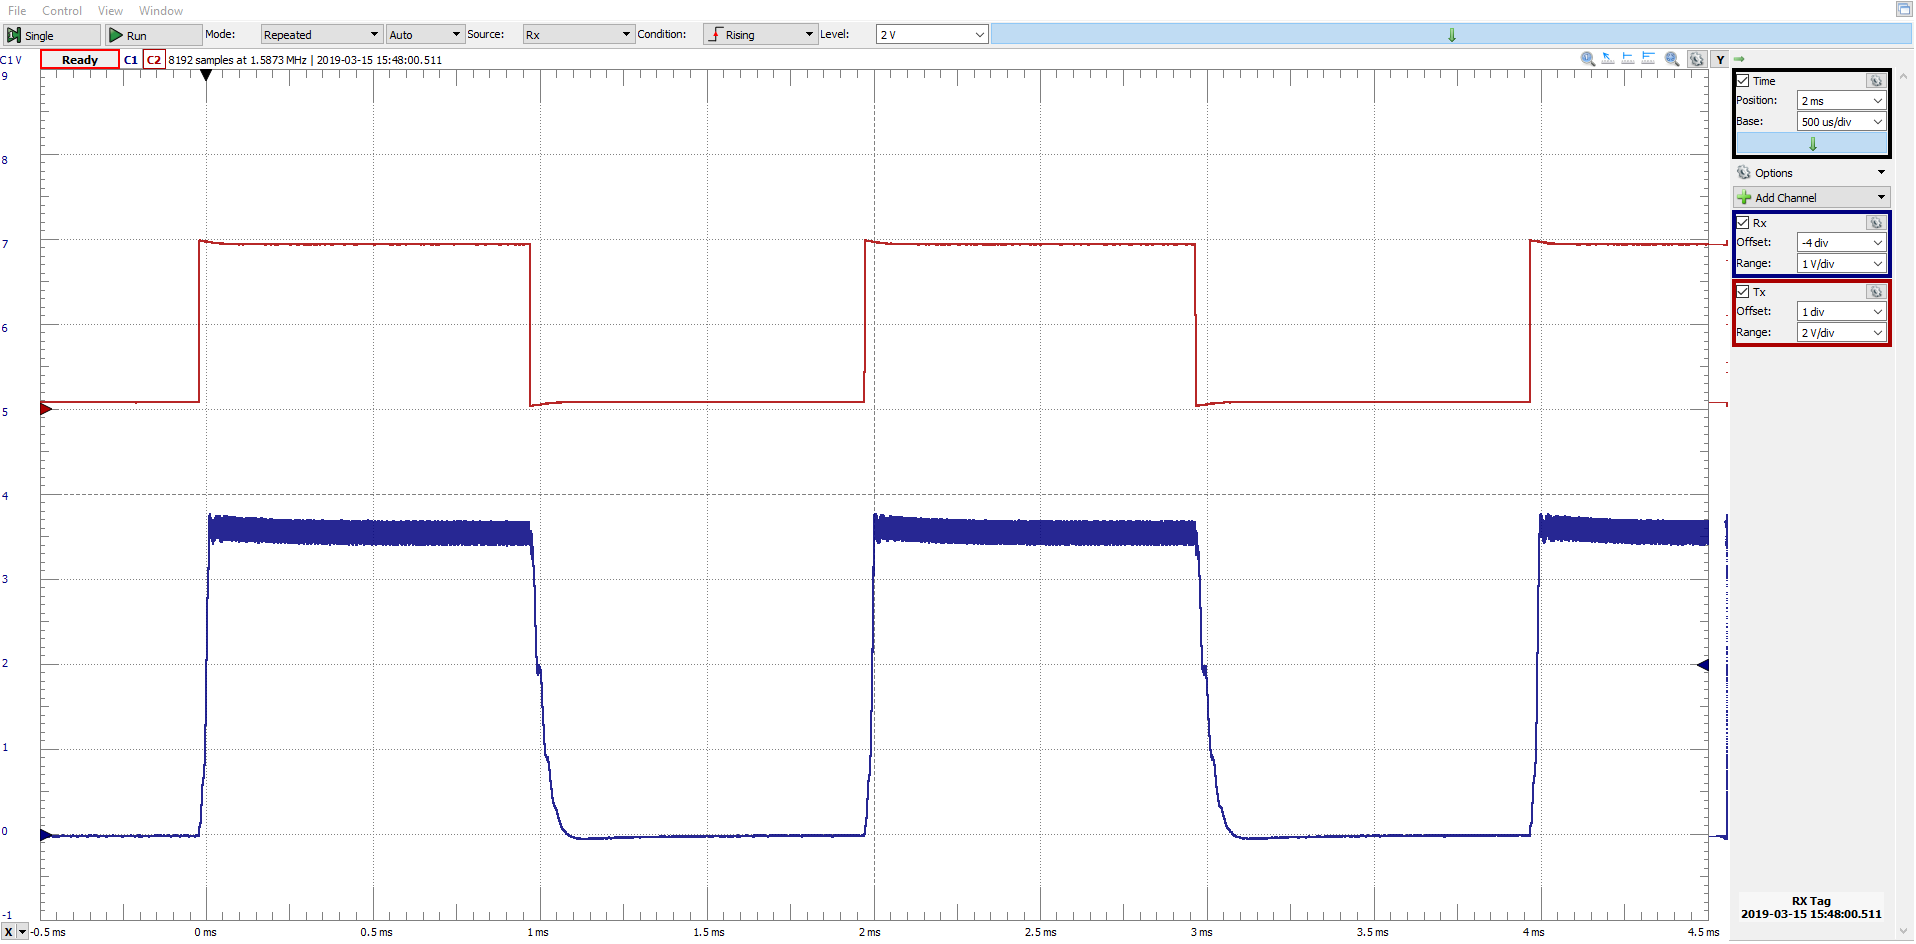 File Control View Window
Single Run Mode: Repeated Auto Source: Rx Condition: Rising Level: 2 V
C1 V Ready C1 C2 8192 samples at 1.5873 MHz | 2019-03-15 15:48:00.511 Y
9
8
7
6
5
4
3
2
1
0
-1
X -0.5 ms 0 ms 0.5 ms 1 ms 1.5 ms 2 ms 2.5 ms 3 ms 3.5 ms 4 ms 4.5 ms
Time
Position: 2 ms
Base: 500 us/div
Options
Add Channel
Rx
Offset: -4 div
Range: 1 V/div
Tx
Offset: 1 div
Range: 2 V/div
RX Tag
2019-03-15 15:48:00.511